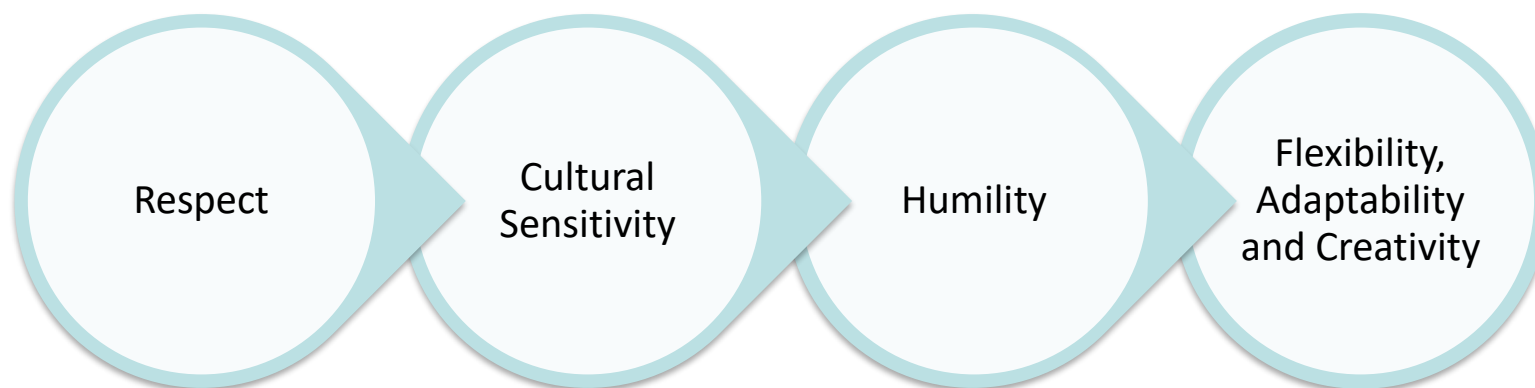 Respect
Cultural
Sensitivity
Humility
Flexibility,
Adaptability
and Creativity